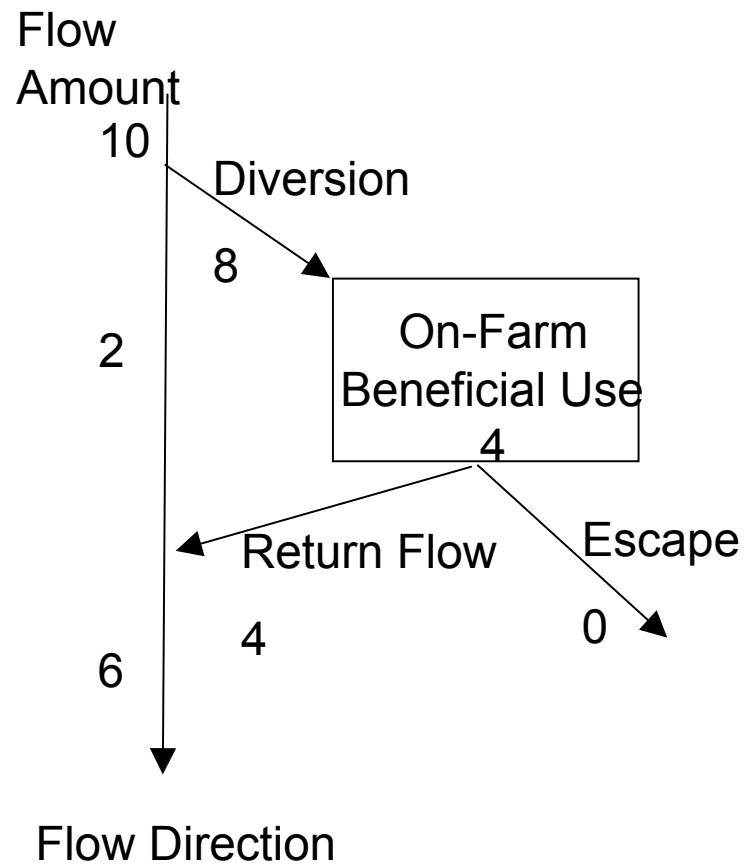 Flow
Amount
10
Diversion
8
2
On-Farm
Beneficial Use
4
Return Flow
Escape
4
0
6
Flow Direction